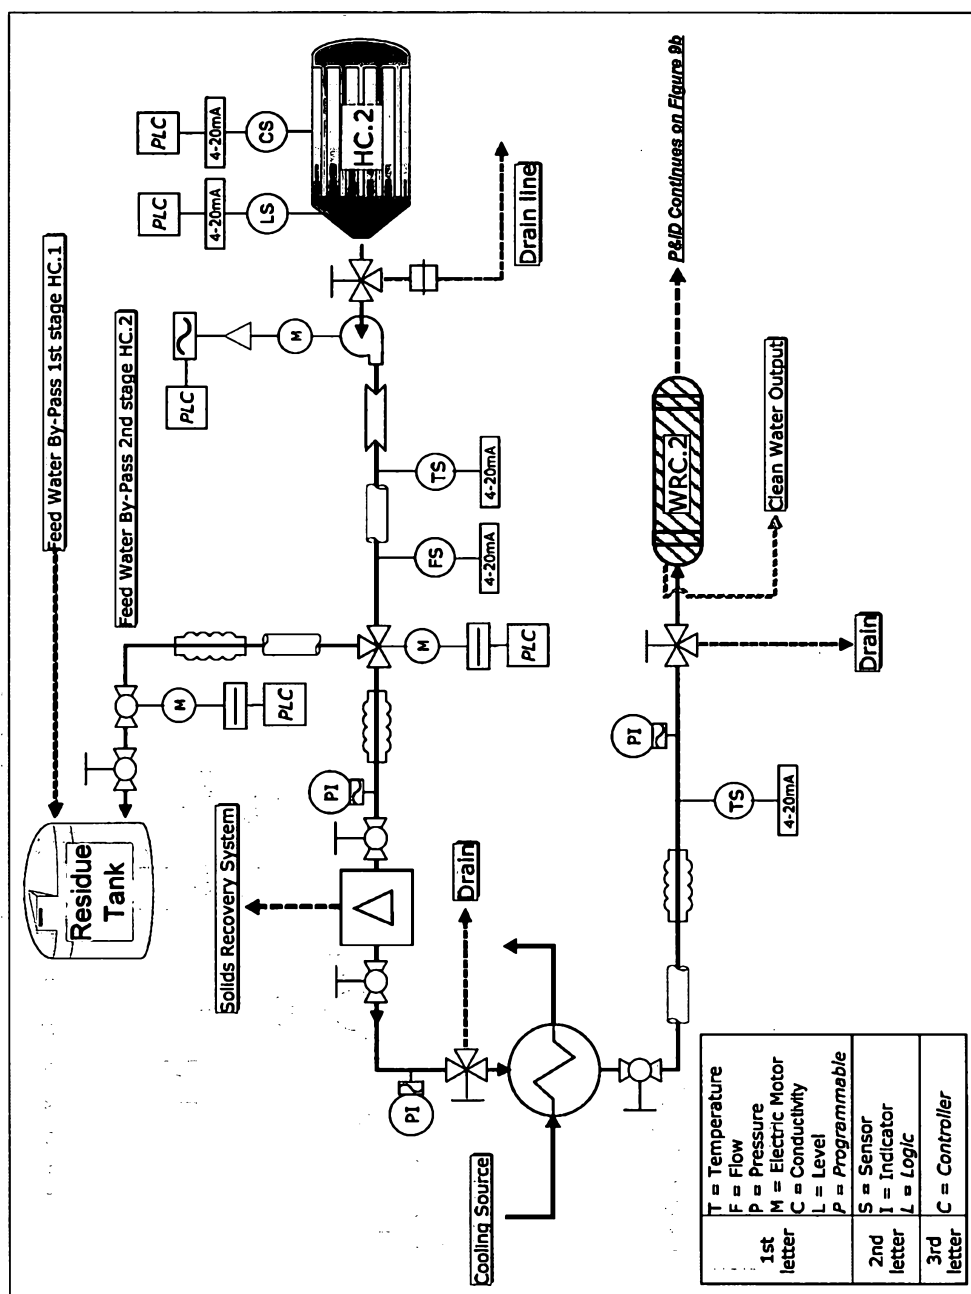 Feed Water By-Pass 1st stage HC.1
Feed Water By-Pass 2nd stage HC.2
Residue
Tank
Solids Recovery System
Cooling Source
PLC
4-20mA
CS
PLC
4-20mA
LS
HC.2
Drain line
PLC
M
TS
4-20mA
FS
4-20mA
M
PLC
M
PLC
PI
Drain
PI
P&ID Continues on Figure 9b
WRC.2
Clean Water Output
Drain
PI
TS
4-20mA
1st
letter
T = Temperature
F = Flow
P = Pressure
M = Electric Motor
C = Conductivity
L = Level
P = Programmable
2nd
letter
S = Sensor
I = Indicator
L = Logic
3rd
letter
C = Controller